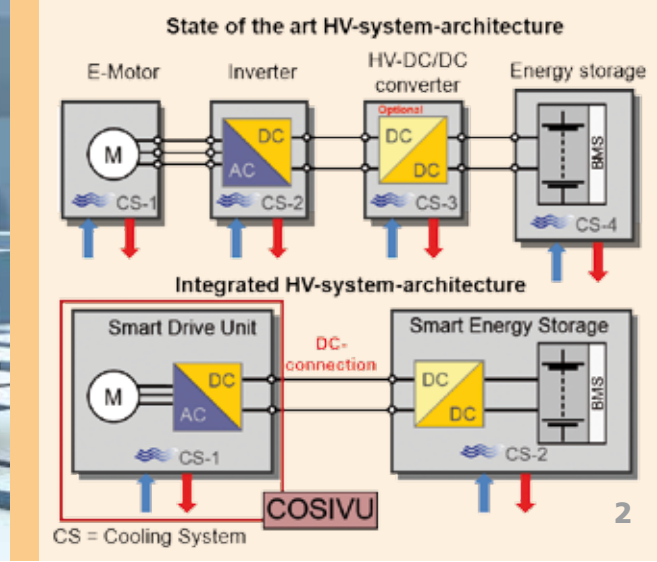 State of the art HV-system-architecture
E-Motor
Inverter
HV-DC/DC
converter
Energy storage
Optional
M
DC
AC
DC
DC
BMS
CS-1
CS-2
CS-3
CS-4
Integrated HV-system-architecture
Smart Drive Unit
DC-
connection
Smart Energy Storage
M
DC
AC
DC
DC
BMS
CS-1
CS-2
COSIVU
CS = Cooling System
2